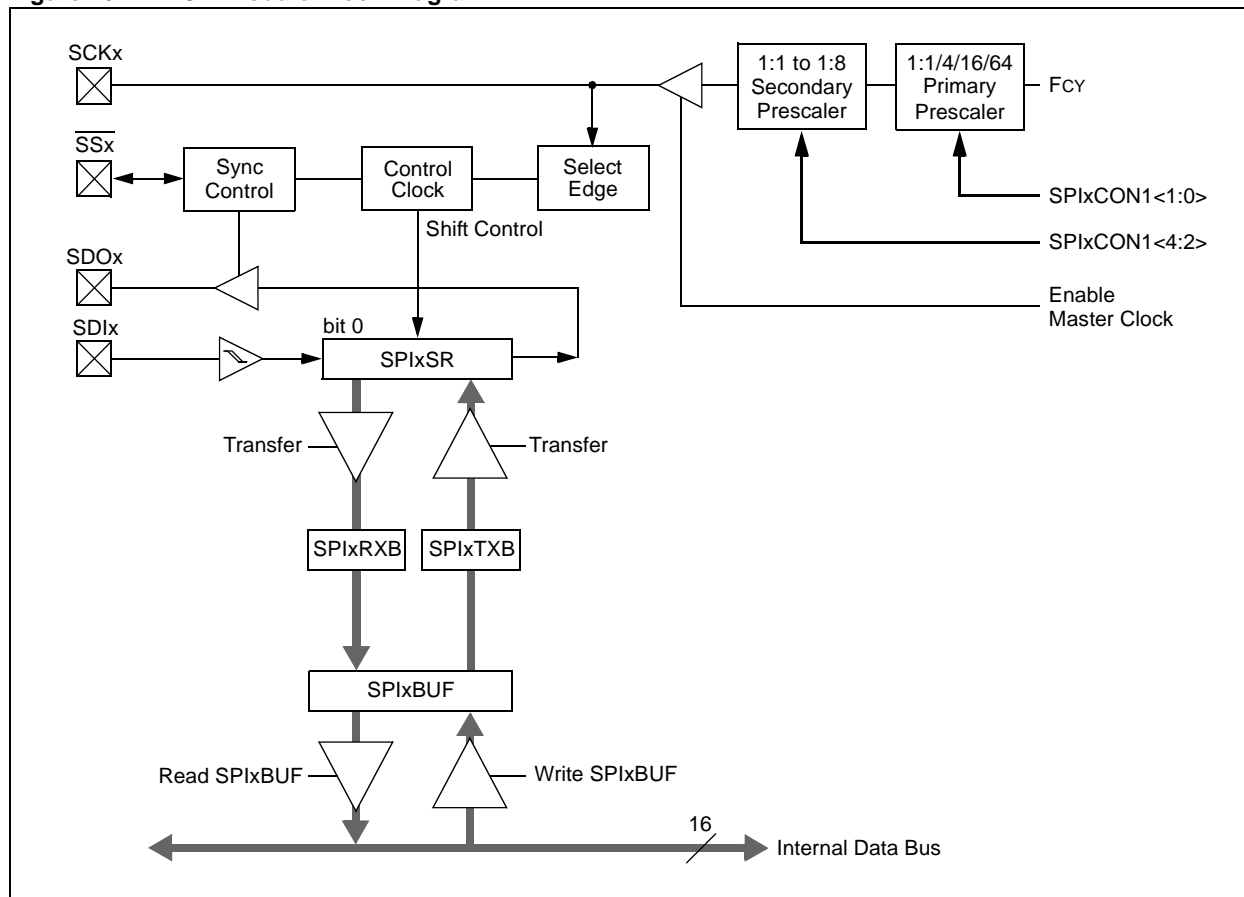 SCKx
1:1 to 1:8
Secondary
Prescaler
1:1/4/16/64
Primary
Prescaler
FCY
SSx
Sync
Control
Control
Clock
Select
Edge
SPIxCON1<1:0>
Shift Control
SPIxCON1<4:2>
SDOx
Enable
Master Clock
SDIx
bit 0
SPIxSR
Transfer
Transfer
SPIxRXB
SPIxTXB
SPIxBUF
Read SPIxBUF
Write SPIxBUF
16
Internal Data Bus